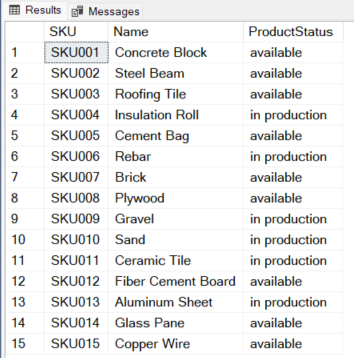 Results Messages
SKU Name ProductStatus
1 SKU001 Concrete Block available
2 SKU002 Steel Beam available
3 SKU003 Roofing Tile available
4 SKU004 Insulation Roll in production
5 SKU005 Cement Bag available
6 SKU006 Rebar in production
7 SKU007 Brick available
8 SKU008 Plywood available
9 SKU009 Gravel in production
10 SKU010 Sand in production
11 SKU011 Ceramic Tile in production
12 SKU012 Fiber Cement Board available
13 SKU013 Aluminum Sheet in production
14 SKU014 Glass Pane available
15 SKU015 Copper Wire available